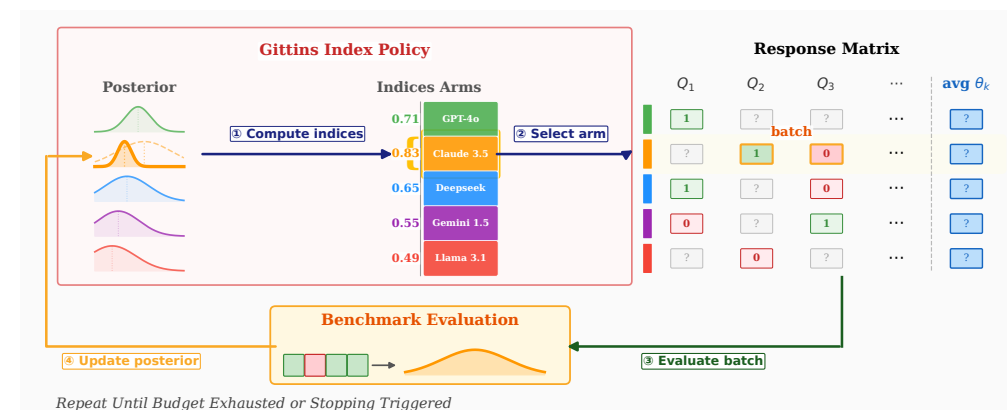 Gittins Index Policy
Response Matrix
Posterior
Indices Arms
Q1 Q2 Q3 ⋯ avg θk
① Compute indices
② Select arm
0.71 GPT-4o
1 ? ? ⋯ ?
batch
0.83 Claude 3.5
? 1 0 ⋯ ?
0.65 Deepseek
1 ? 0 ⋯ ?
0.55 Gemini 1.5
0 ? 1 ⋯ ?
0.49 Llama 3.1
? 0 ? ⋯ ?
Benchmark Evaluation
④ Update posterior
③ Evaluate batch
Repeat Until Budget Exhausted or Stopping Triggered